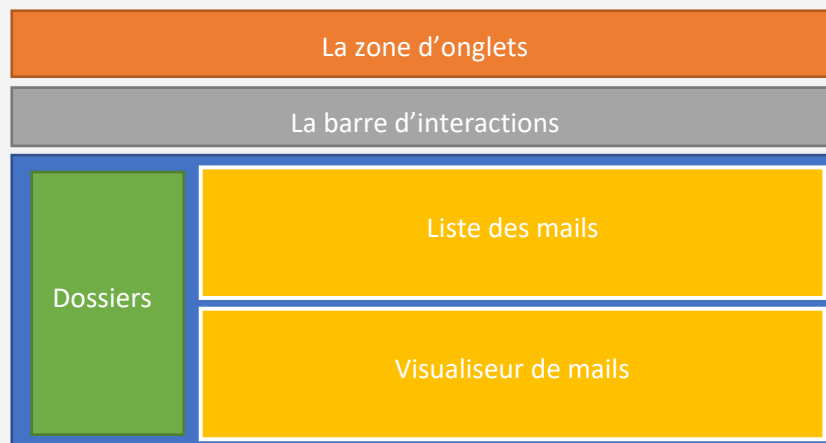 La zone d’onglets
La barre d’interactions
Liste des mails
Dossiers
Visualiseur de mails